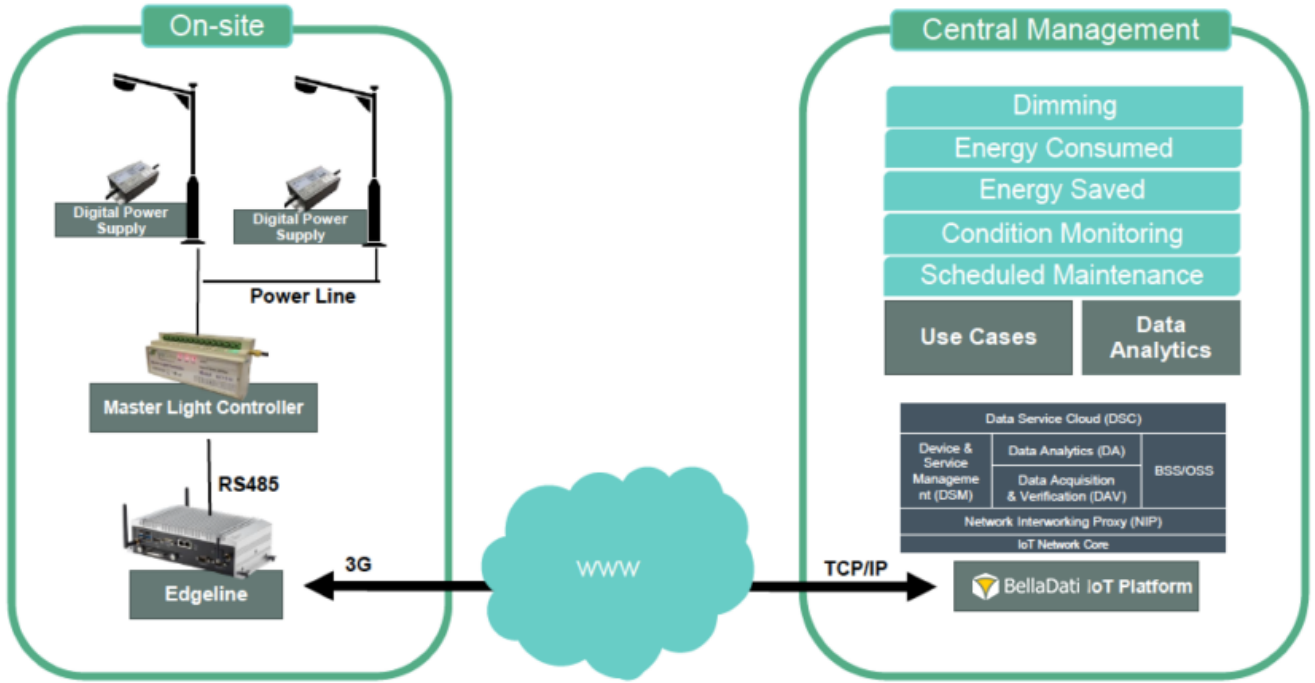 On-site
Digital Power
Supply
Digital Power
Supply
Power Line
Master Light Controller
RS485
Edgeline
3G
www
TCP/IP
Central Management
Dimming
Energy Consumed
Energy Saved
Condition Monitoring
Scheduled Maintenance
Use Cases
Data
Analytics
Data Service Cloud (DSC)
Device &
Service
Manageme
nt (DSM)
Data Analytics (DA)
Data Acquisition
& Verification (DAV)
BSS/OSS
Network Interworking Proxy (NIP)
IoT Network Core
BellaDati IoT Platform